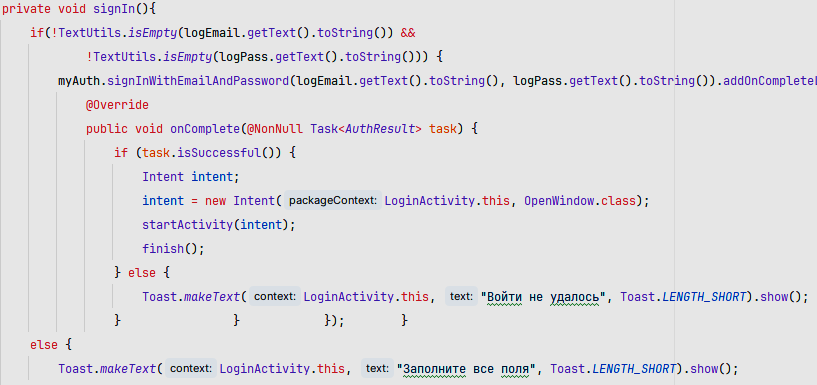 private void signIn(){
if(!TextUtils.isEmpty(logEmail.getText().toString()) &&
!TextUtils.isEmpty(logPass.getText().toString())) {
myAuth.signInWithEmailAndPassword(logEmail.getText().toString(), logPass.getText().toString()).addOnCompleteL
@Override
public void onComplete(@NonNull Task<AuthResult> task) {
if (task.isSuccessful()) {
Intent intent;
intent = new Intent( packageContext: LoginActivity.this, OpenWindow.class);
startActivity(intent);
finish();
} else {
Toast.makeText( context: LoginActivity.this, text: "Войти не удалось", Toast.LENGTH_SHORT).show();
} } }); }
else {
Toast.makeText( context: LoginActivity.this, text: "Заполните все поля", Toast.LENGTH_SHORT).show();